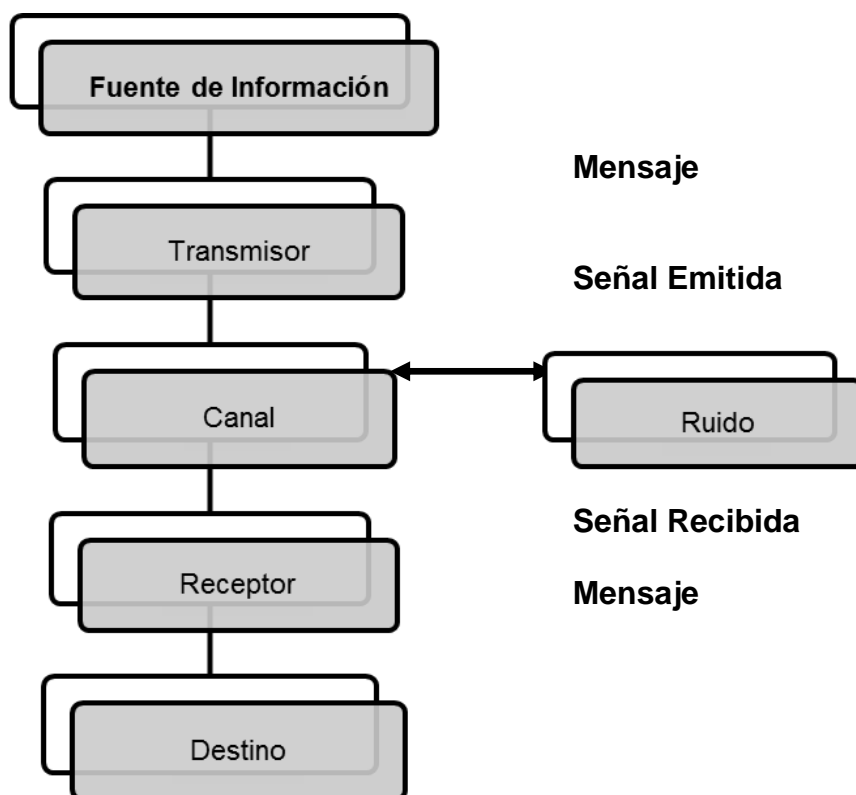 Fuente de Información
Mensaje
Transmisor
Señal Emitida
Canal
Ruido
Señal Recibida
Receptor
Mensaje
Destino